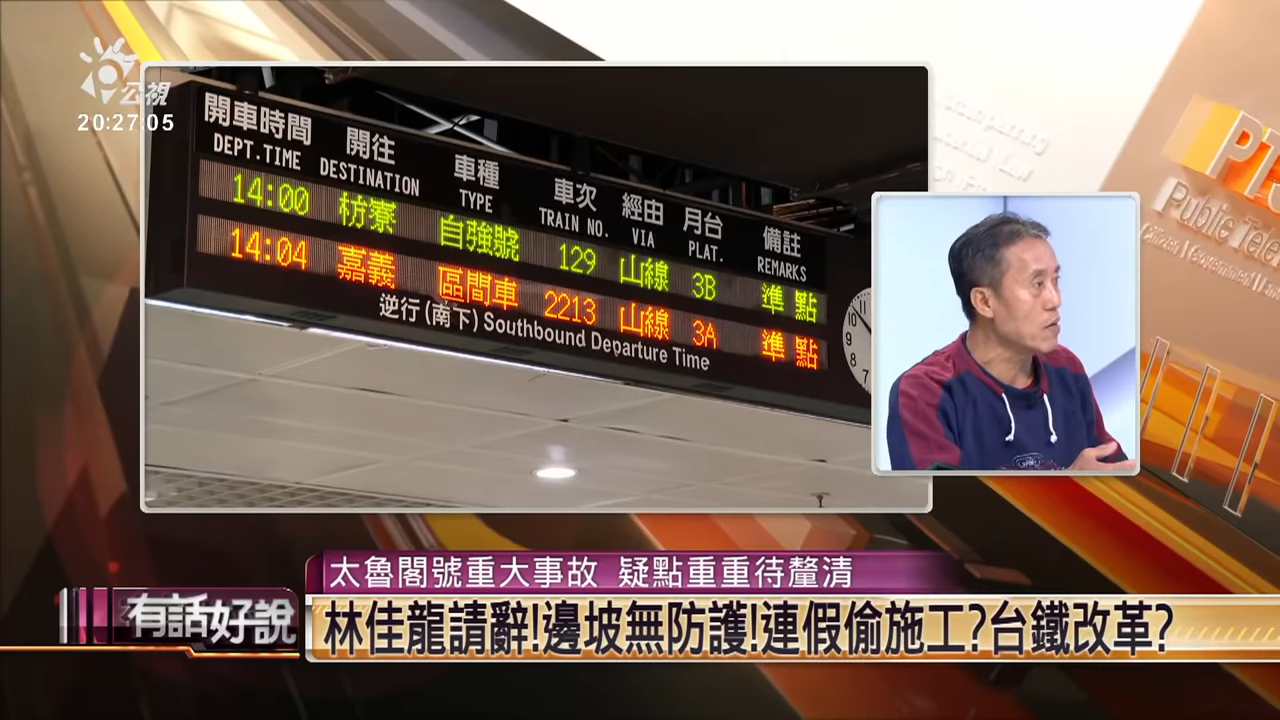 公視
20:27:05
開車時間 開往 車種 車次 經由 月台 備註
DEPT.TIME DESTINATION TYPE TRAIN NO. VIA PLAT. REMARKS
14:00 枋寮 自強號 129 山線 3B 準點
14:04 嘉義 區間車 2213 山線 3A 準點
逆行(南下) Southbound Departure Time
11
10
9
8
7
PTS
Public Tele
太魯閣號重大事故 疑點重重待釐清
有話好說
林佳龍請辭!邊坡無防護!連假偷施工?台鐵改革?